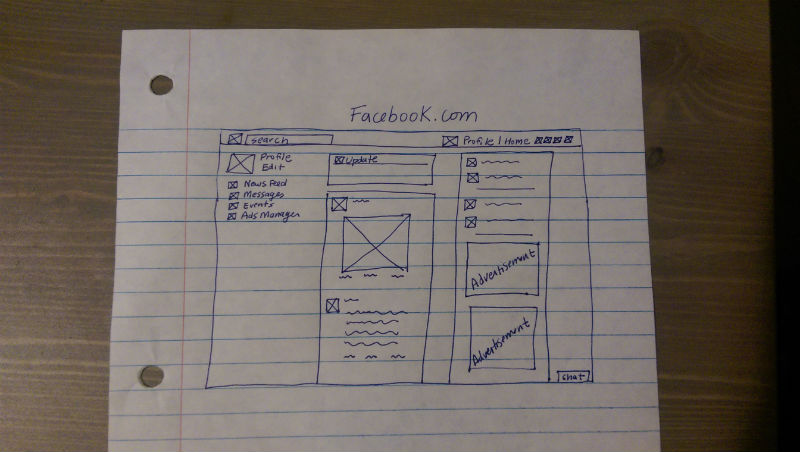 Facebook.com
search
Profile | Home
Profile
Edit
News Feed
Messages
Events
Ads Manager
Update
Advertisement
Advertisement
chat